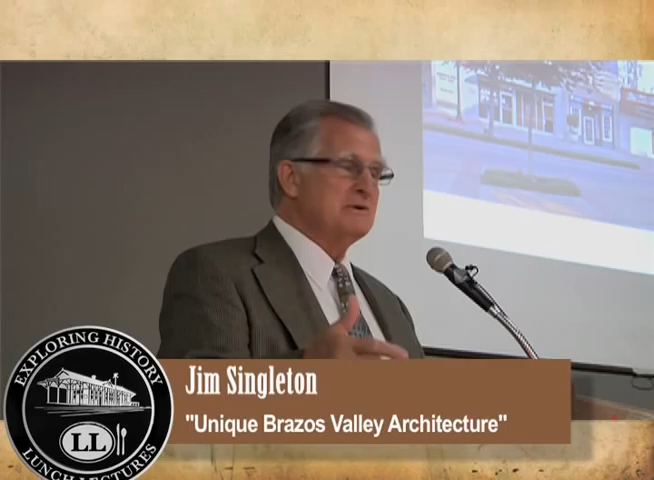 Jim Singleton
"Unique Brazos Valley Architecture"
EXPLORING HISTORY
LL
LUNCH LECTURES